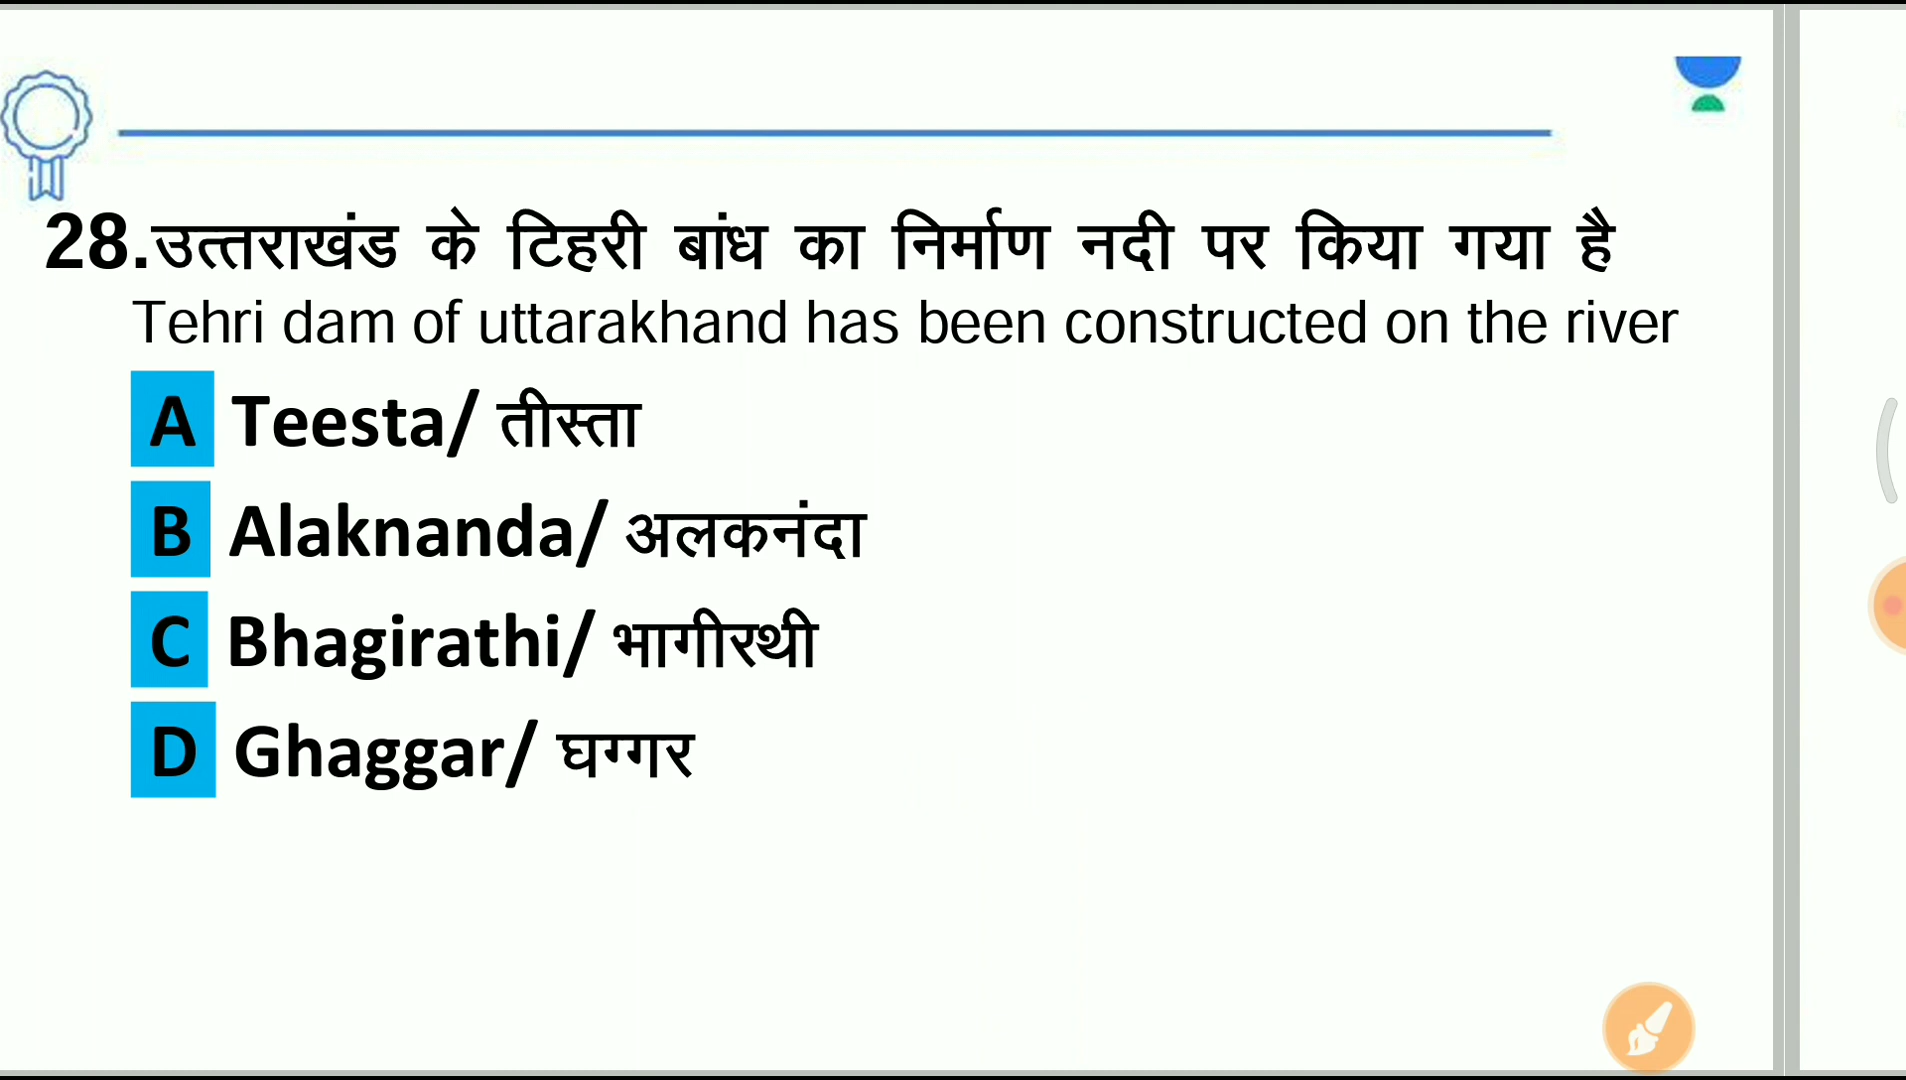 28.उत्तराखंड के टिहरी बांध का निर्माण नदी पर किया गया है
Tehri dam of uttarakhand has been constructed on the river
A Teesta/ तीस्ता
B Alaknanda/ अलकनंदा
C Bhagirathi/ भागीरथी
D Ghaggar/ घग्गर